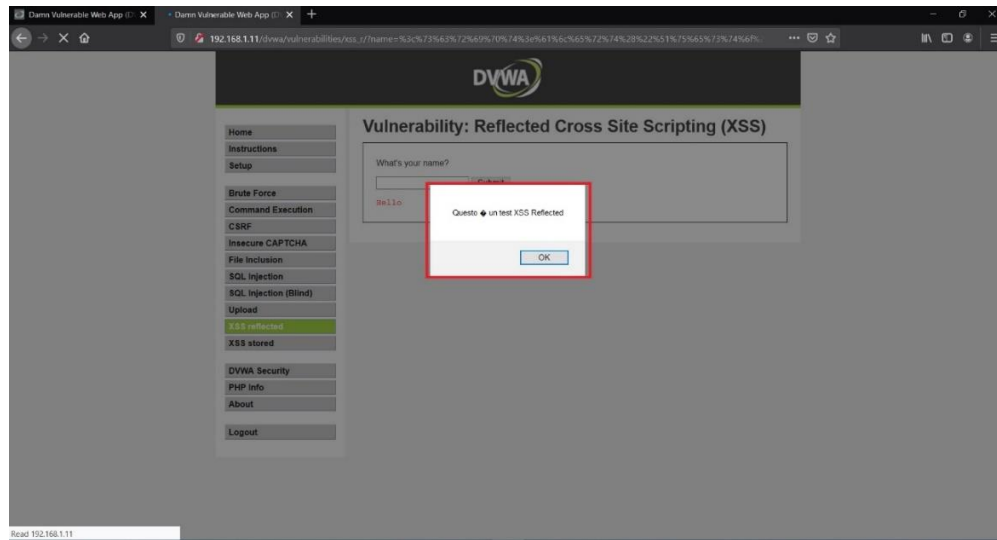 Damn Vulnerable Web App (D
Damn Vulnerable Web App (D
192.168.1.11/dvwa/vulnerabilities/xss_r/?name=%3c%73%63%72%69%70%74%3e%61%6c%65%72%74%28%22%51%75%65%73%74%6f%
DVWA
Home
Instructions
Setup
Brute Force
Command Execution
CSRF
Insecure CAPTCHA
File Inclusion
SQL Injection
SQL Injection (Blind)
Upload
XSS reflected
XSS stored
DVWA Security
PHP Info
About
Logout
Vulnerability: Reflected Cross Site Scripting (XSS)
What's your name?
Submit
Hello
Questo � un test XSS Reflected
OK
Read 192.168.1.11